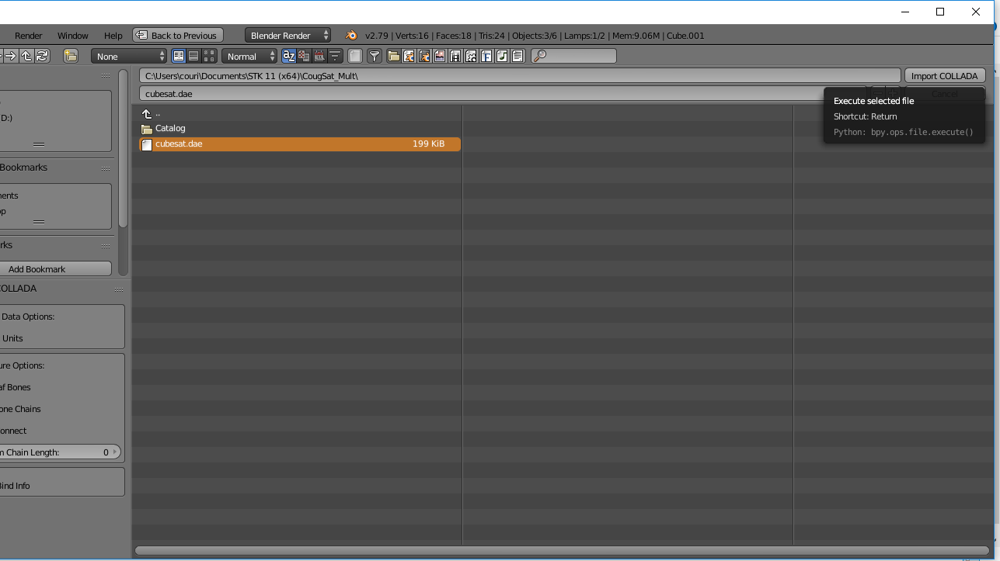 Render Window Help Back to Previous Blender Render v2.79 | Verts:16 | Faces:18 | Tris:24 | Objects:3/6 | Lamps:1/2 | Mem:9.06M | Cube.001
None Normal
C:\Users\couri\Documents\STK 11 (x64)\CougSat_Mult\ Import COLLADA
cubesat.dae Cancel
Execute selected file
Shortcut: Return
Python: bpy.ops.file.execute()
..
Catalog
cubesat.dae 199 KiB
D:)
Bookmarks
ents
op
rks
Add Bookmark
OLLADA
Data Options:
Units
ure Options:
af Bones
one Chains
onnect
m Chain Length: 0
Bind Info